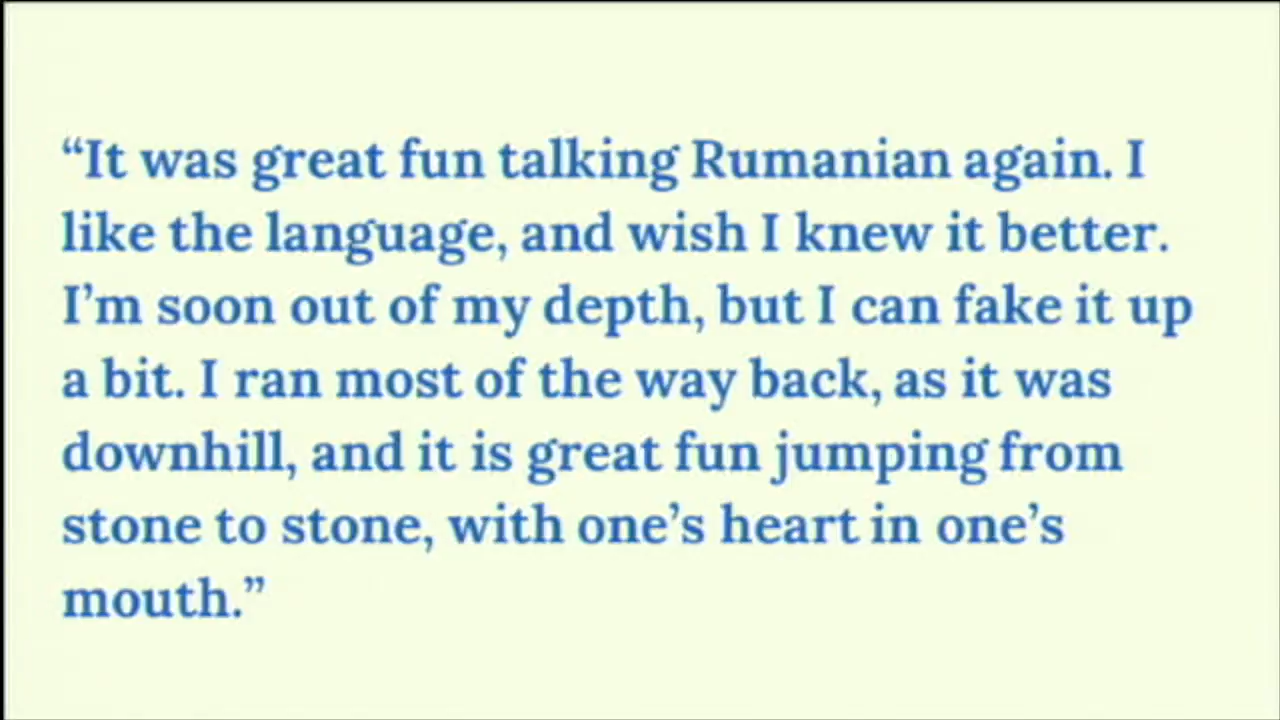 “It was great fun talking Rumanian again. I
like the language, and wish I knew it better.
I’m soon out of my depth, but I can fake it up
a bit. I ran most of the way back, as it was
downhill, and it is great fun jumping from
stone to stone, with one’s heart in one’s
mouth.”